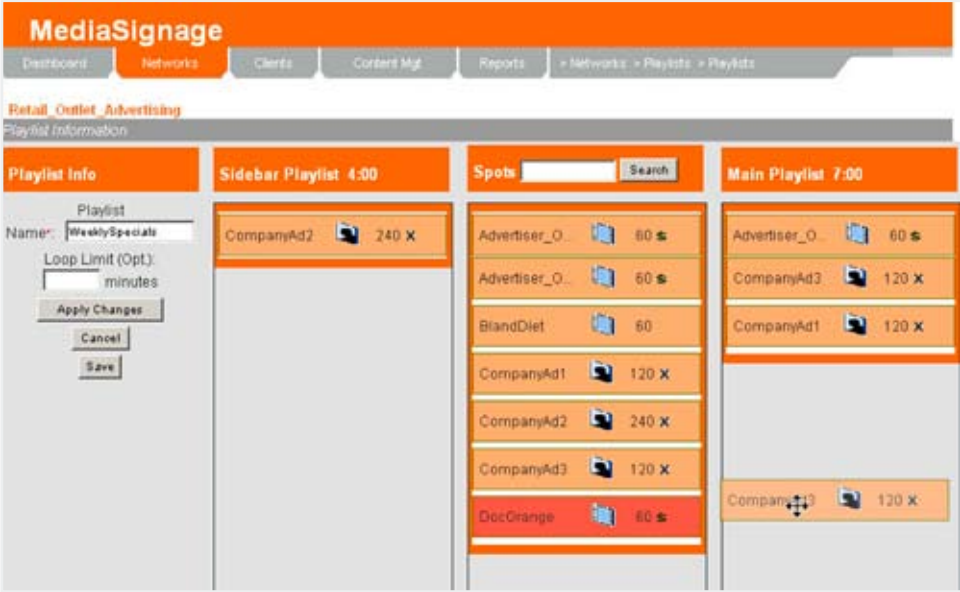 MediaSignage
Dashboard Networks Clients Content Mgt Reports » Networks » Playlists » Playlists
Retail_Outlet_Advertising
Playlist Information
Playlist Info
Playlist
Name*: WeeklySpecials
Loop Limit (Opt.):
minutes
Apply Changes
Cancel
Save
Sidebar Playlist 4:00
CompanyAd2 240 X
Spots Search
Advertiser_O... 60 s
Advertiser_O... 60 s
BlandDiet 60
CompanyAd1 120 X
CompanyAd2 240 X
CompanyAd3 120 X
DocOrange 60 s
Main Playlist 7:00
Advertiser_O... 60 s
CompanyAd3 120 X
CompanyAd1 120 X
CompanyAd3 120 X